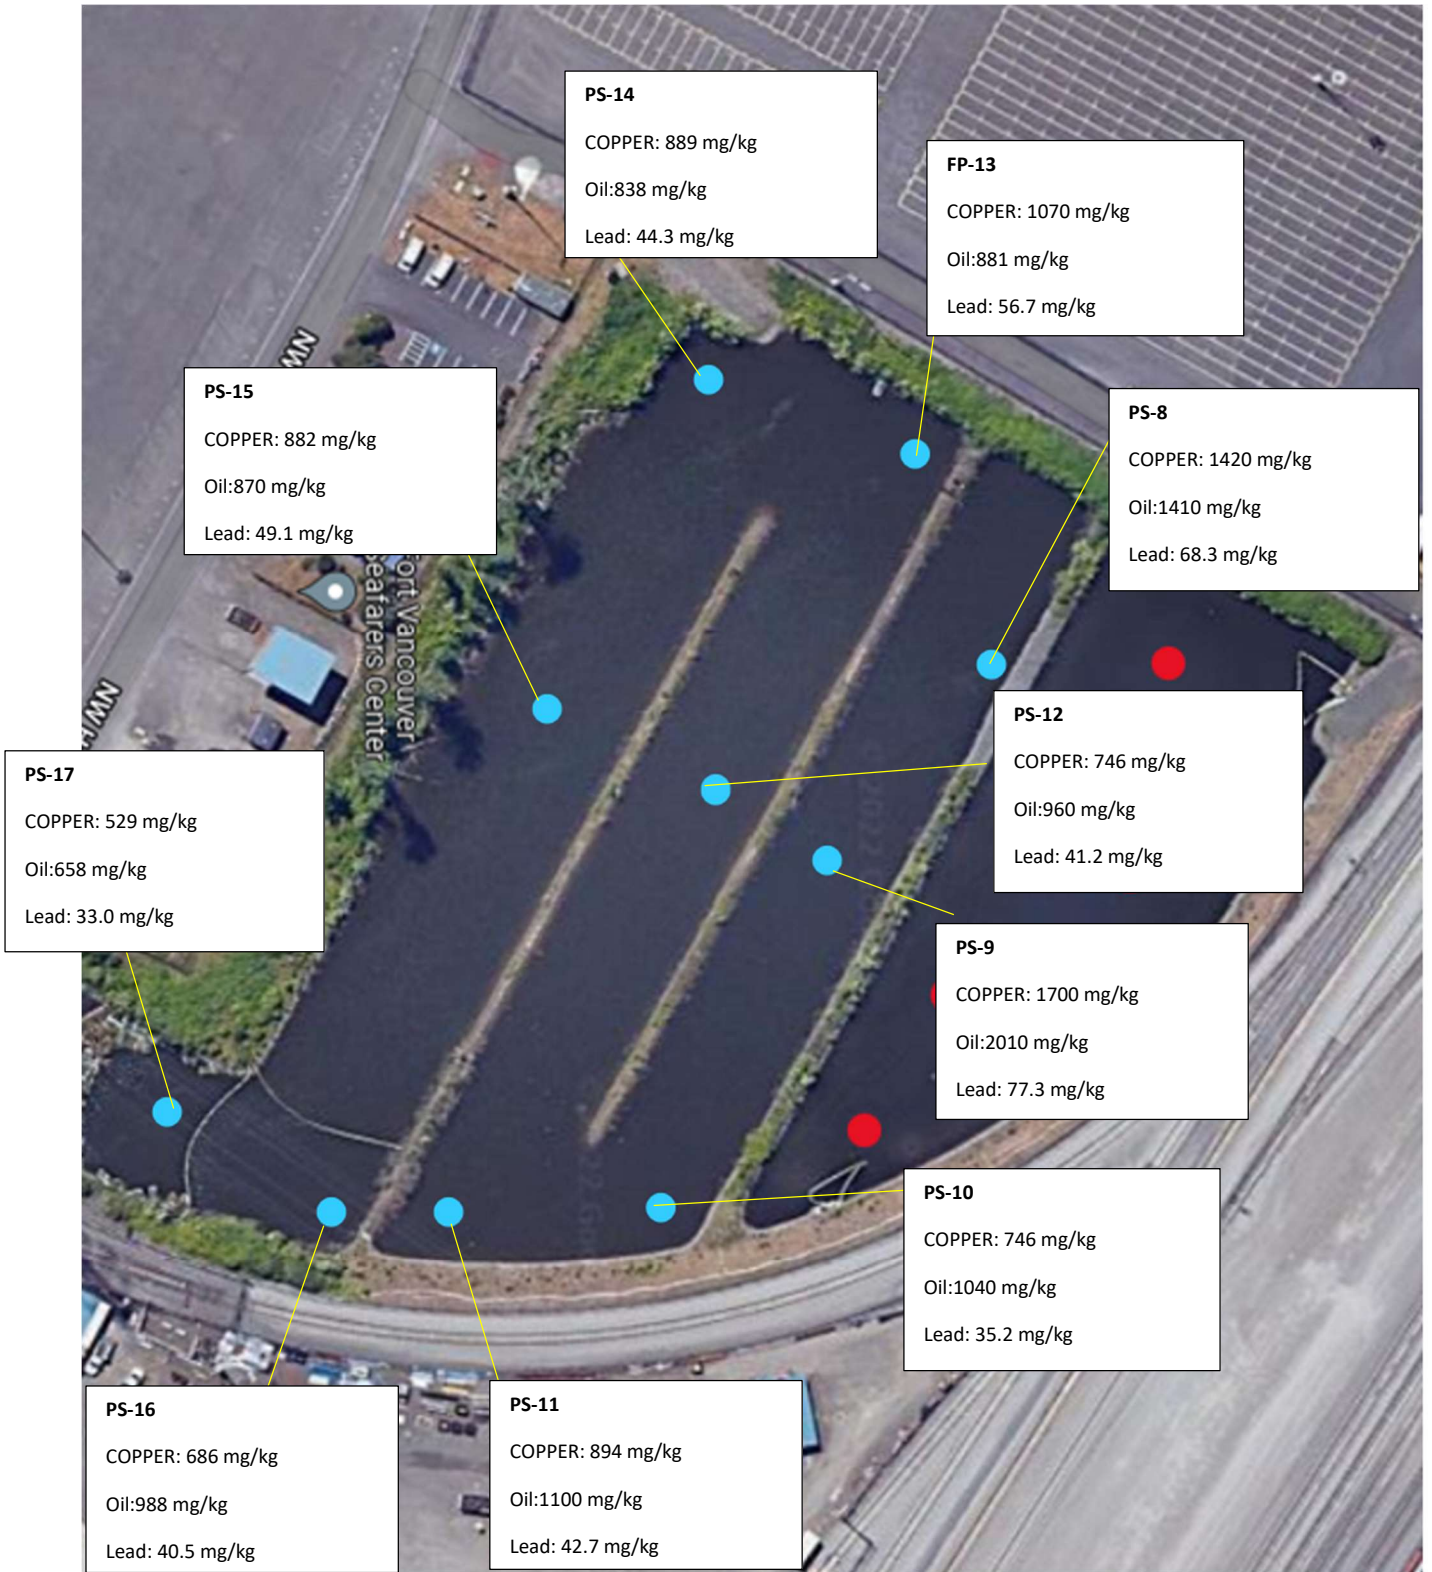 PS-14
COPPER: 889 mg/kg
Oil:838 mg/kg
Lead: 44.3 mg/kg
FP-13
COPPER: 1070 mg/kg
Oil:881 mg/kg
Lead: 56.7 mg/kg
NW
PS-15
COPPER: 882 mg/kg
Oil:870 mg/kg
Lead: 49.1 mg/kg
PS-8
COPPER: 1420 mg/kg
Oil:1410 mg/kg
Lead: 68.3 mg/kg
ort Vancouver
eafarers Center
NW
PS-12
COPPER: 746 mg/kg
Oil:960 mg/kg
Lead: 41.2 mg/kg
PS-17
COPPER: 529 mg/kg
Oil:658 mg/kg
Lead: 33.0 mg/kg
PS-9
COPPER: 1700 mg/kg
Oil:2010 mg/kg
Lead: 77.3 mg/kg
PS-10
COPPER: 746 mg/kg
Oil:1040 mg/kg
Lead: 35.2 mg/kg
PS-16
COPPER: 686 mg/kg
Oil:988 mg/kg
Lead: 40.5 mg/kg
PS-11
COPPER: 894 mg/kg
Oil:1100 mg/kg
Lead: 42.7 mg/kg